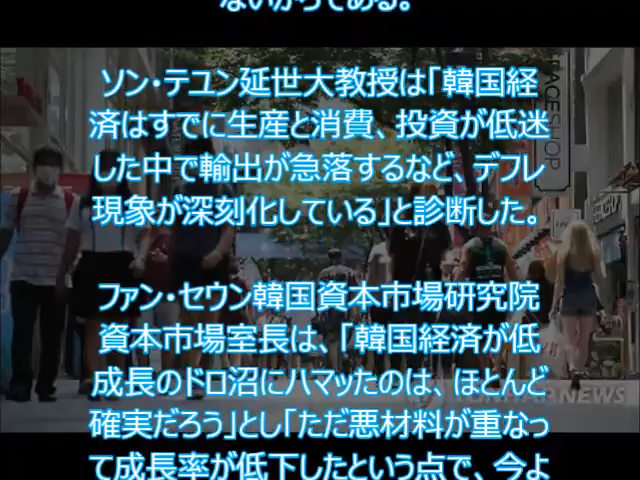 ないからである。
ソン・テユン延世大教授は「韓国経
済はすでに生産と消費、投資が低迷
した中で輸出が急落するなど、デフレ
現象が深刻化している」と診断した。
ファン・セウン韓国資本市場研究院
資本市場室長は、「韓国経済が低
成長のドロ沼にハマッたのは、ほとんど
確実だろう」とし「ただ悪材料が重なっ
て成長率が低下したという点で、今よ
NEWS